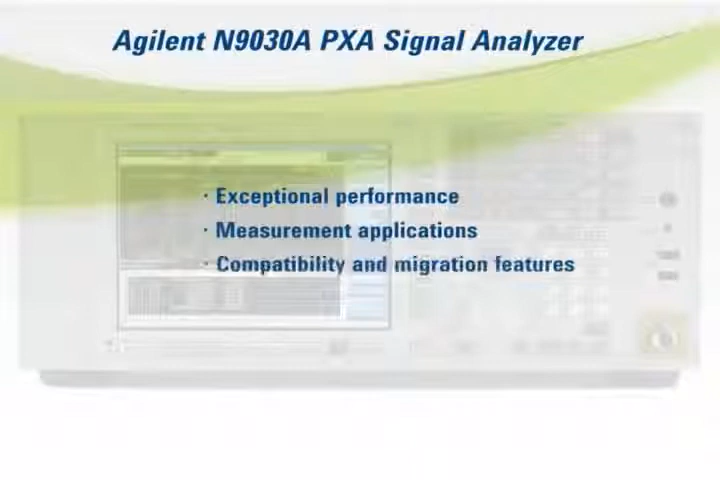 Agilent N9030A PXA Signal Analyzer
· Exceptional performance
· Measurement applications
· Compatibility and migration features